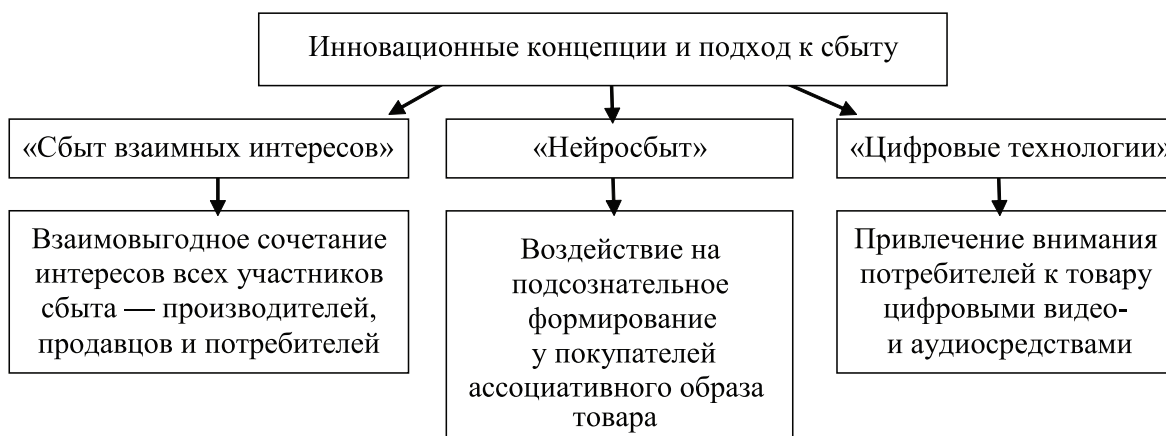 Инновационные концепции и подход к сбыту
«Сбыт взаимных интересов»
«Нейросбыт»
«Цифровые технологии»
Взаимовыгодное сочетание
интересов всех участников
сбыта — производителей,
продавцов и потребителей
Воздействие на
подсознательное
формирование
у покупателей
ассоциативного образа
товара
Привлечение внимания
потребителей к товару
цифровыми видео-
и аудиосредствами